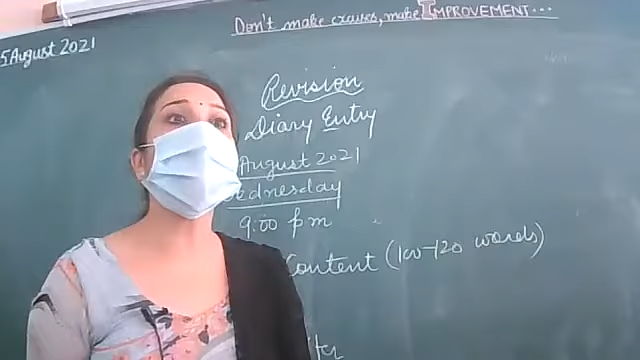 Don't make excuses, make IMPROVEMENT...
5 August 2021
Revision
Diary Entry
August 2021
Wednesday
9:00 pm
Content (100-120 words)